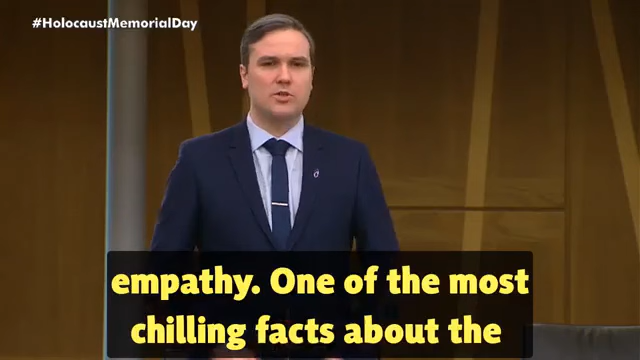 #HolocaustMemorialDay
empathy. One of the most
chilling facts about the